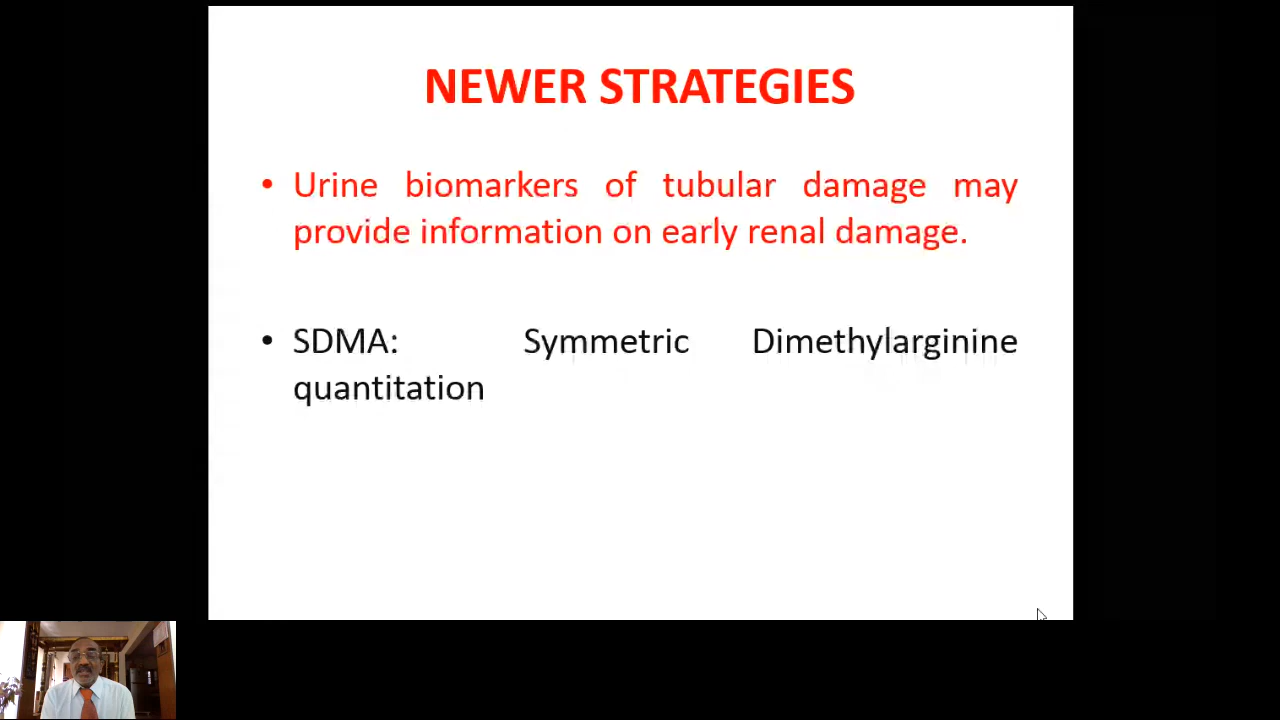 NEWER STRATEGIES
• Urine biomarkers of tubular damage may
provide information on early renal damage.
• SDMA: Symmetric Dimethylarginine
quantitation